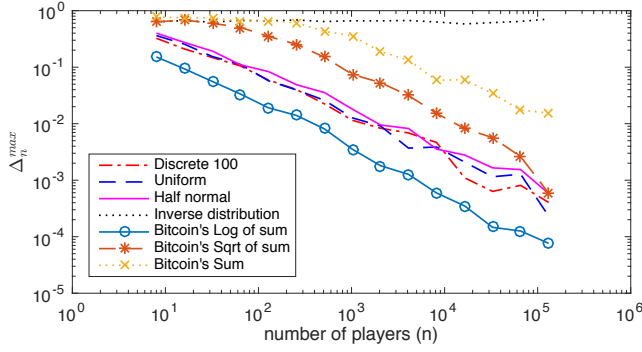 10^0
10^-1
10^-2
10^-3
10^-4
10^-5
Δ_n^max
Discrete 100
Uniform
Half normal
Inverse distribution
Bitcoin's Log of sum
Bitcoin's Sqrt of sum
Bitcoin's Sum
10^0 10^1 10^2 10^3 10^4 10^5 10^6
number of players (n)